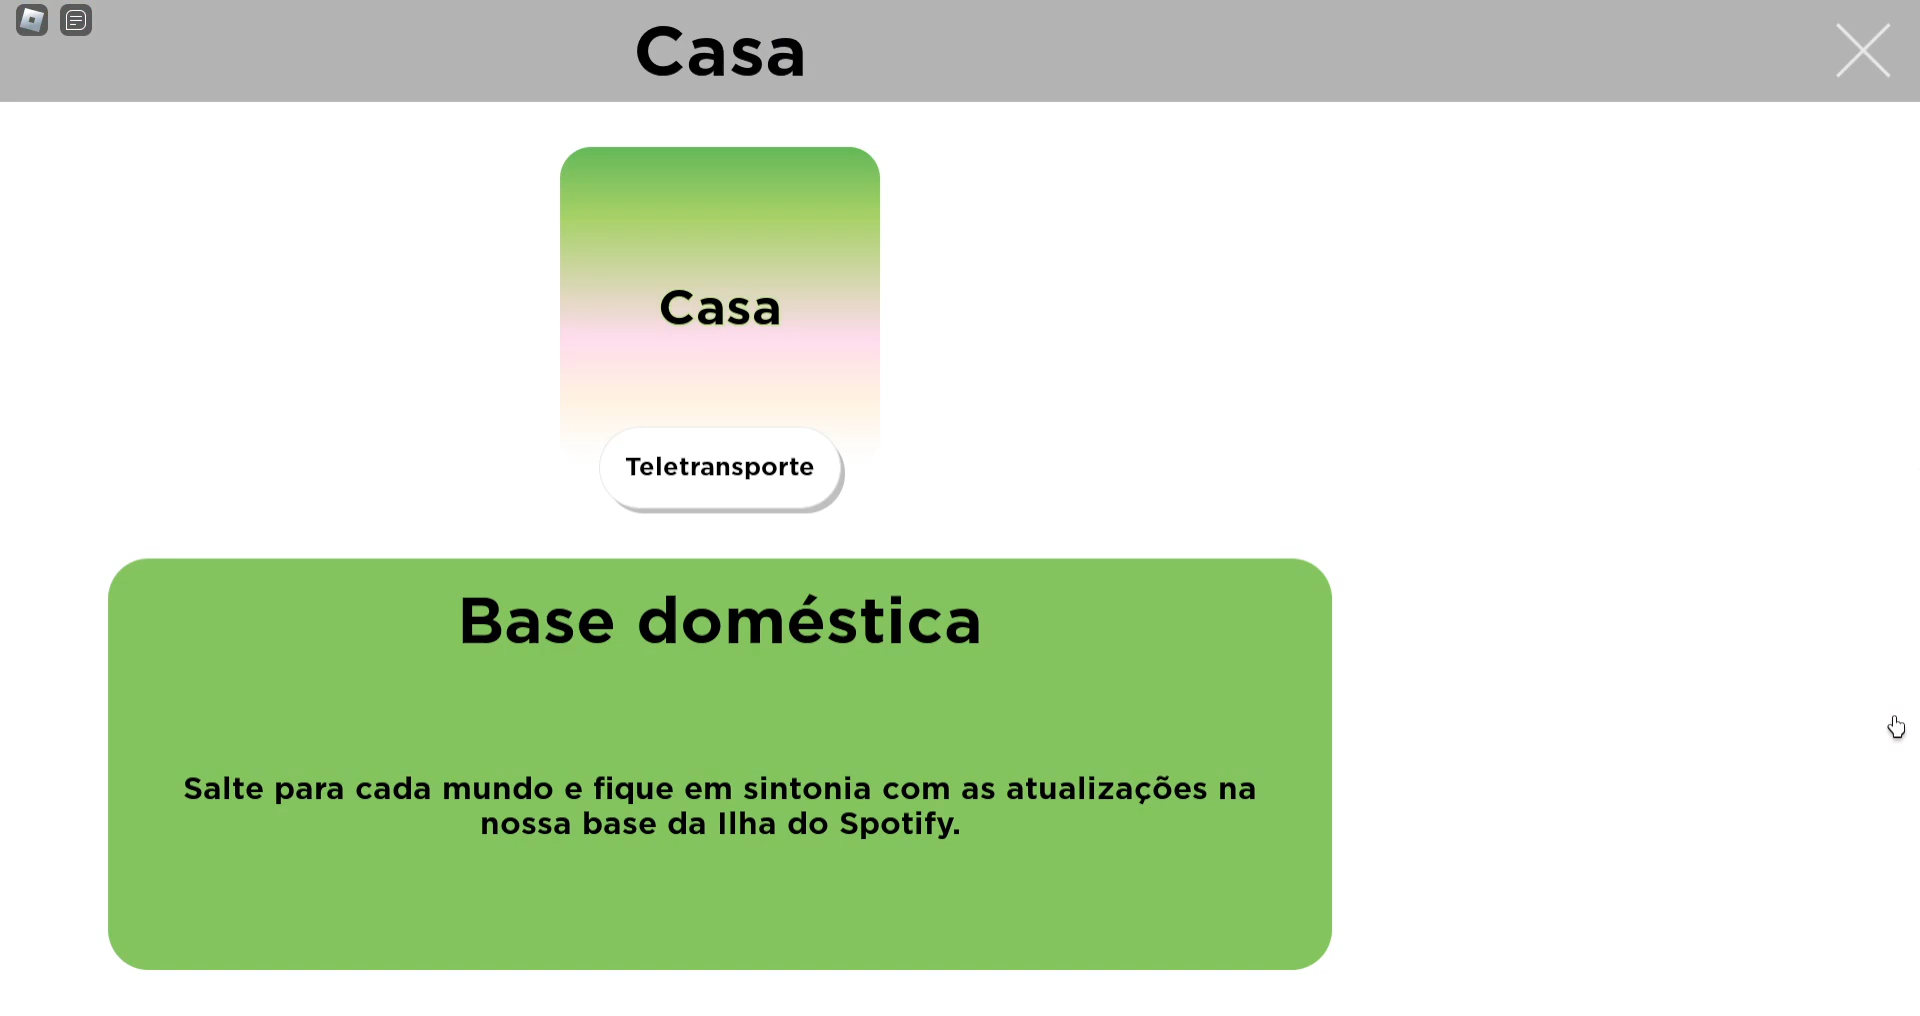 Casa
Casa
Teletransporte
Base doméstica
Salte para cada mundo e fique em sintonia com as atualizações na
nossa base da Ilha do Spotify.